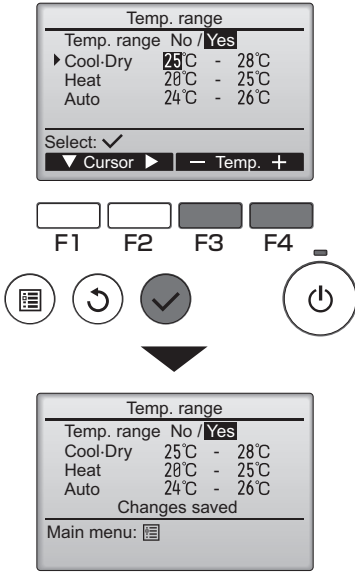 Temp. range
Temp. range No / Yes
Cool·Dry 25°C - 28°C
Heat 20°C - 25°C
Auto 24°C - 26°C
Select: ✓
▼ Cursor ▶ − Temp. +
F1 F2 F3 F4
Temp. range
Temp. range No / Yes
Cool·Dry 25°C - 28°C
Heat 20°C - 25°C
Auto 24°C - 26°C
Changes saved
Main menu: